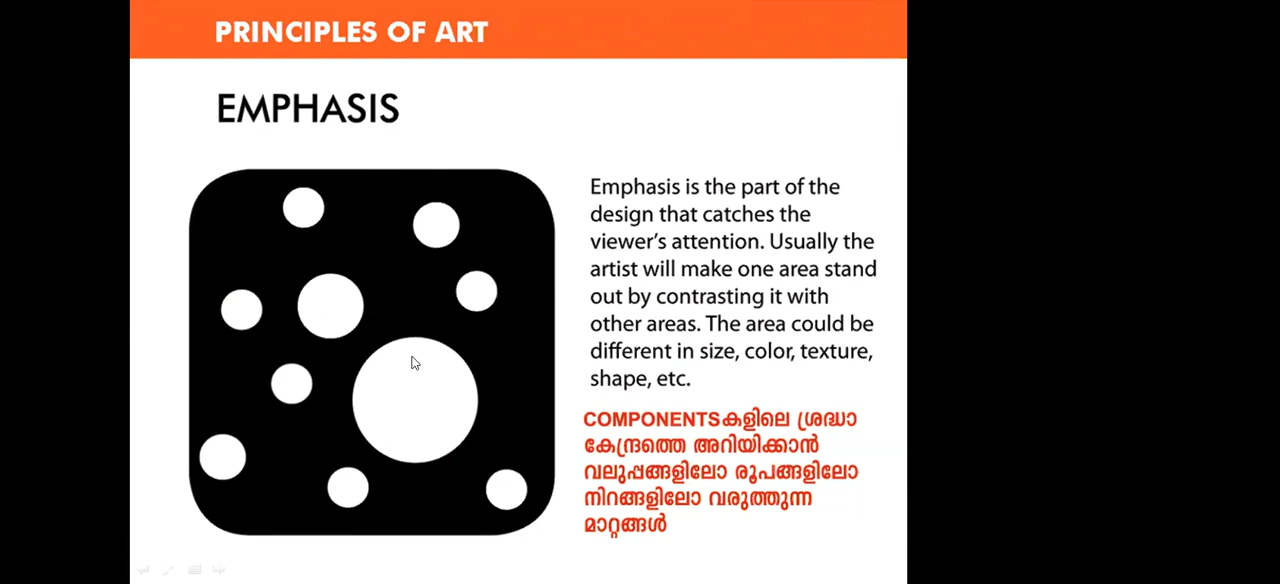 PRINCIPLES OF ART
EMPHASIS
Emphasis is the part of the
design that catches the
viewer’s attention. Usually the
artist will make one area stand
out by contrasting it with
other areas. The area could be
different in size, color, texture,
shape, etc.
COMPONENTSകളിലെ ശ്രദ്ധാ
കേന്ദ്രത്തെ അറിയിക്കാൻ
വലുപ്പങ്ങളിലോ രൂപങ്ങളിലോ
നിറങ്ങളിലോ വരുത്തുന്ന
മാറ്റങ്ങൾ